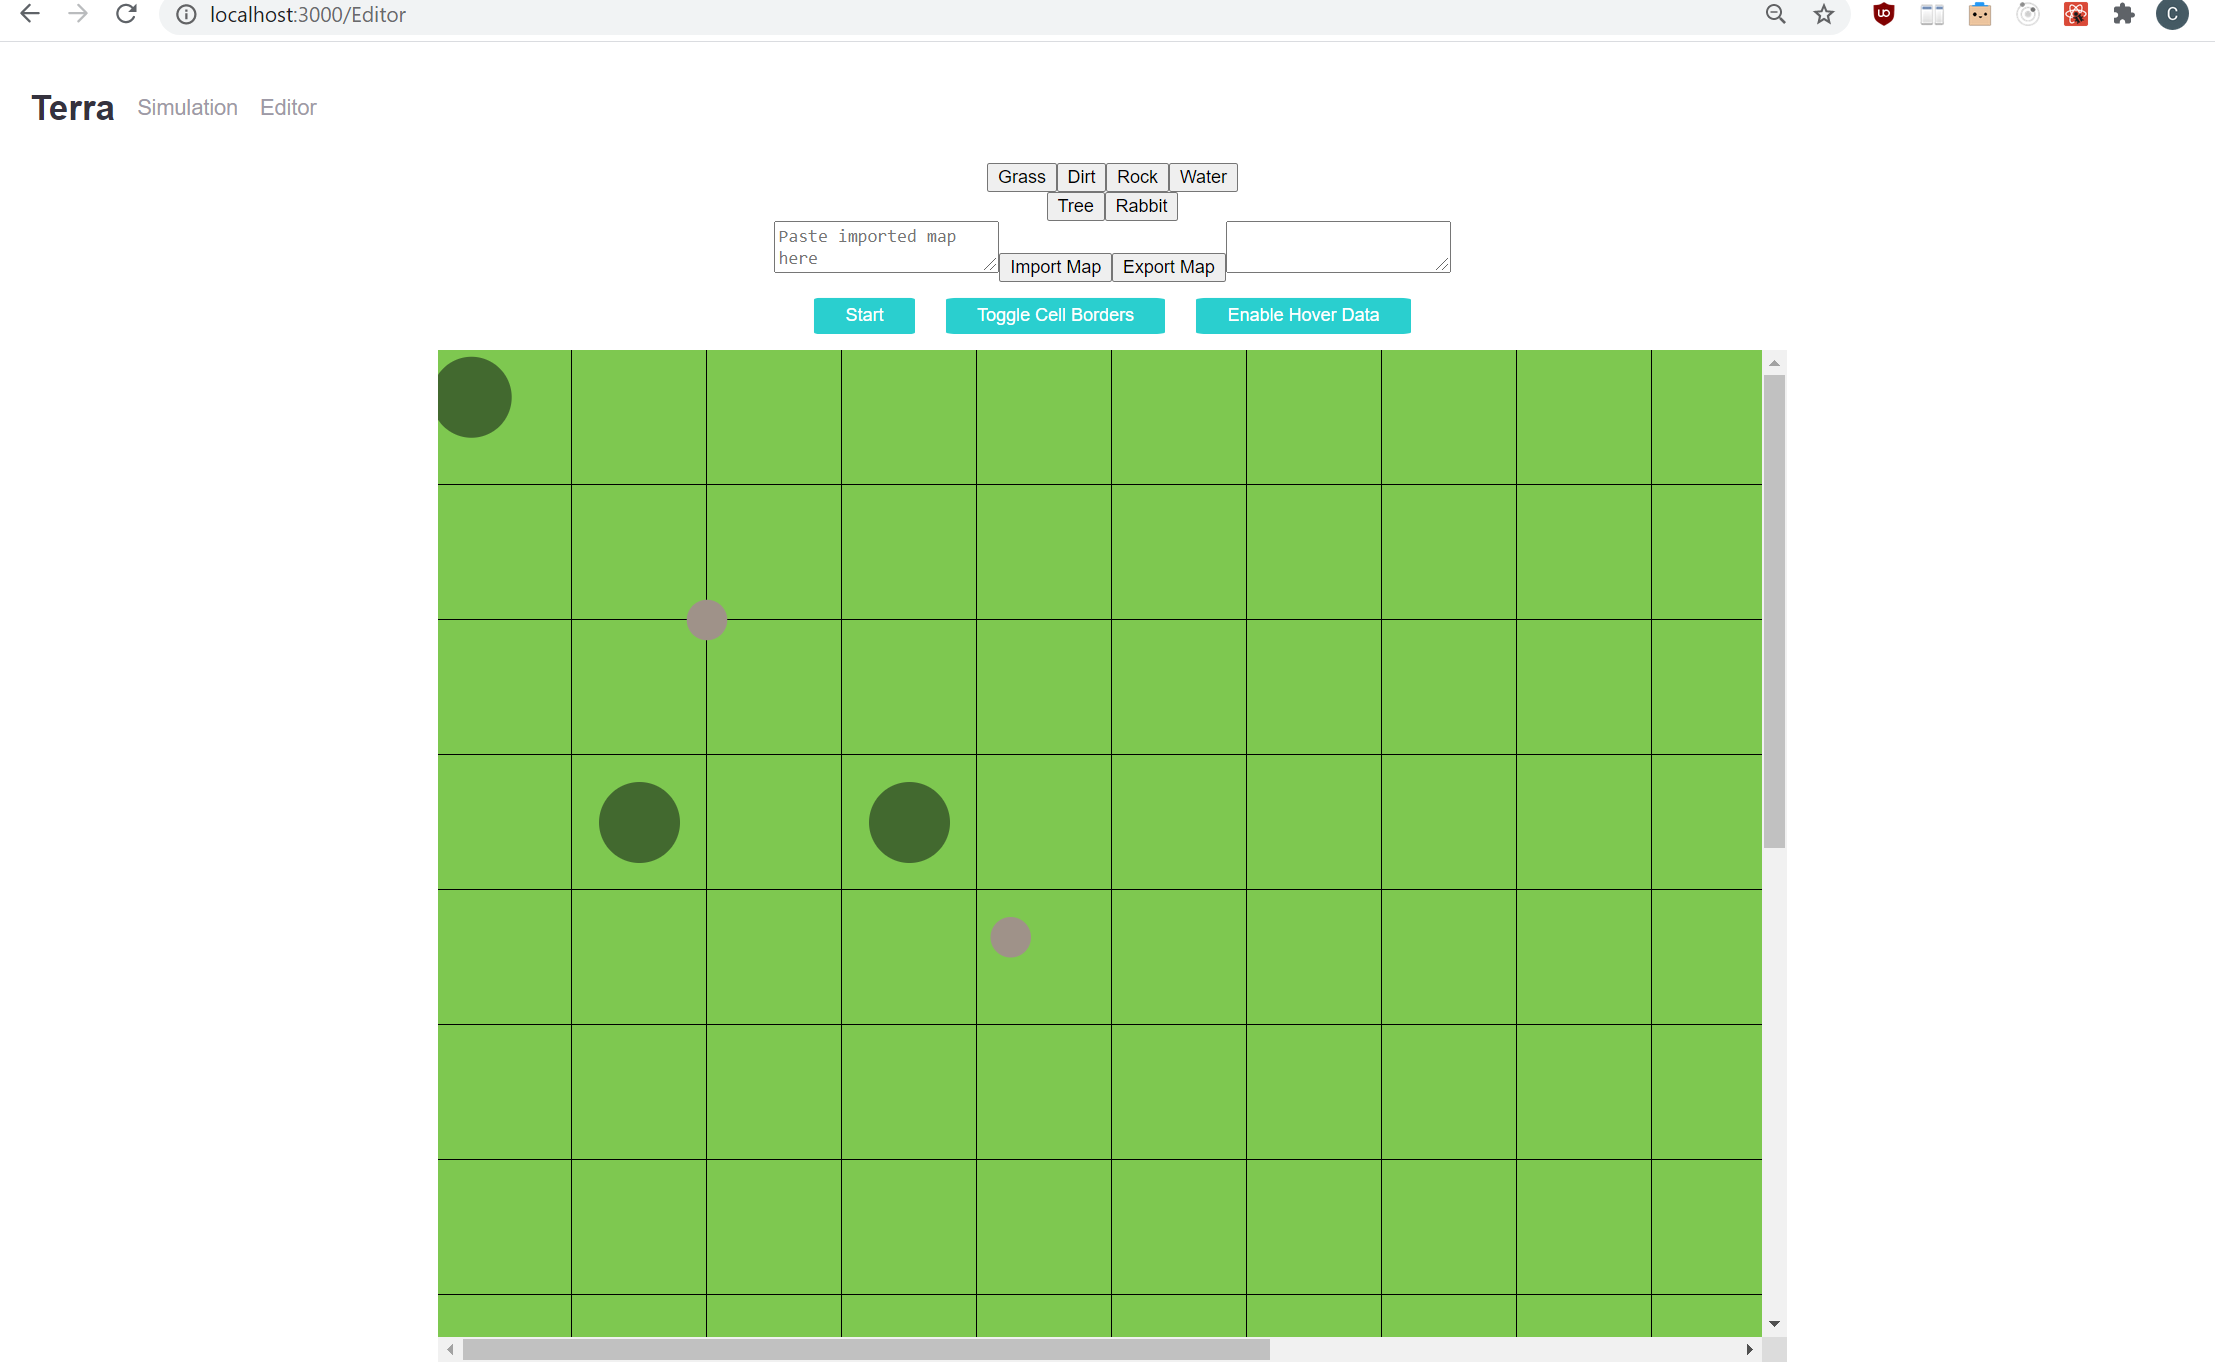 localhost:3000/Editor
C
Terra Simulation Editor
Grass Dirt Rock Water
Tree Rabbit
Paste imported map
here
Import Map Export Map
Start Toggle Cell Borders Enable Hover Data